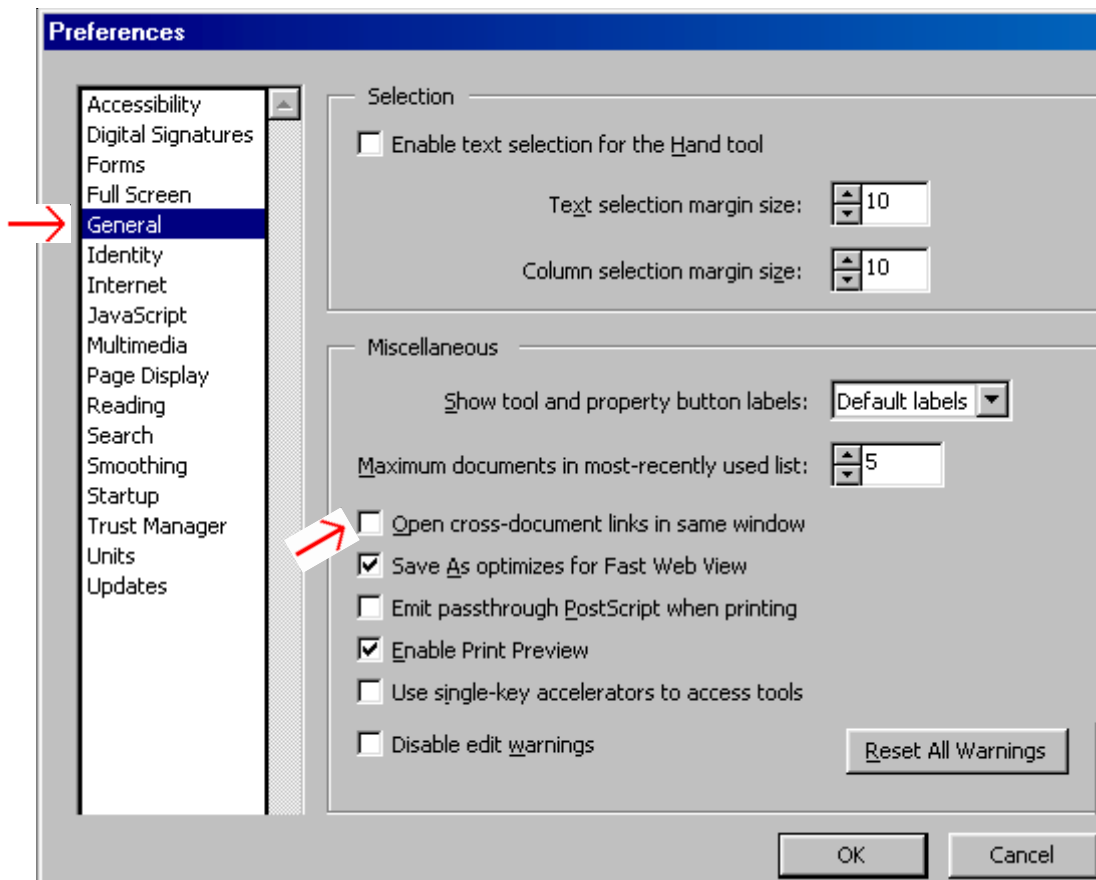 Preferences
Accessibility
Digital Signatures
Forms
Full Screen
General
Identity
Internet
JavaScript
Multimedia
Page Display
Reading
Search
Smoothing
Startup
Trust Manager
Units
Updates
Selection
Enable text selection for the Hand tool
Text selection margin size: 10
Column selection margin size: 10
Miscellaneous
Show tool and property button labels: Default labels
Maximum documents in most-recently used list: 5
Open cross-document links in same window
Save As optimizes for Fast Web View
Emit passthrough PostScript when printing
Enable Print Preview
Use single-key accelerators to access tools
Disable edit warnings
Reset All Warnings
OK
Cancel